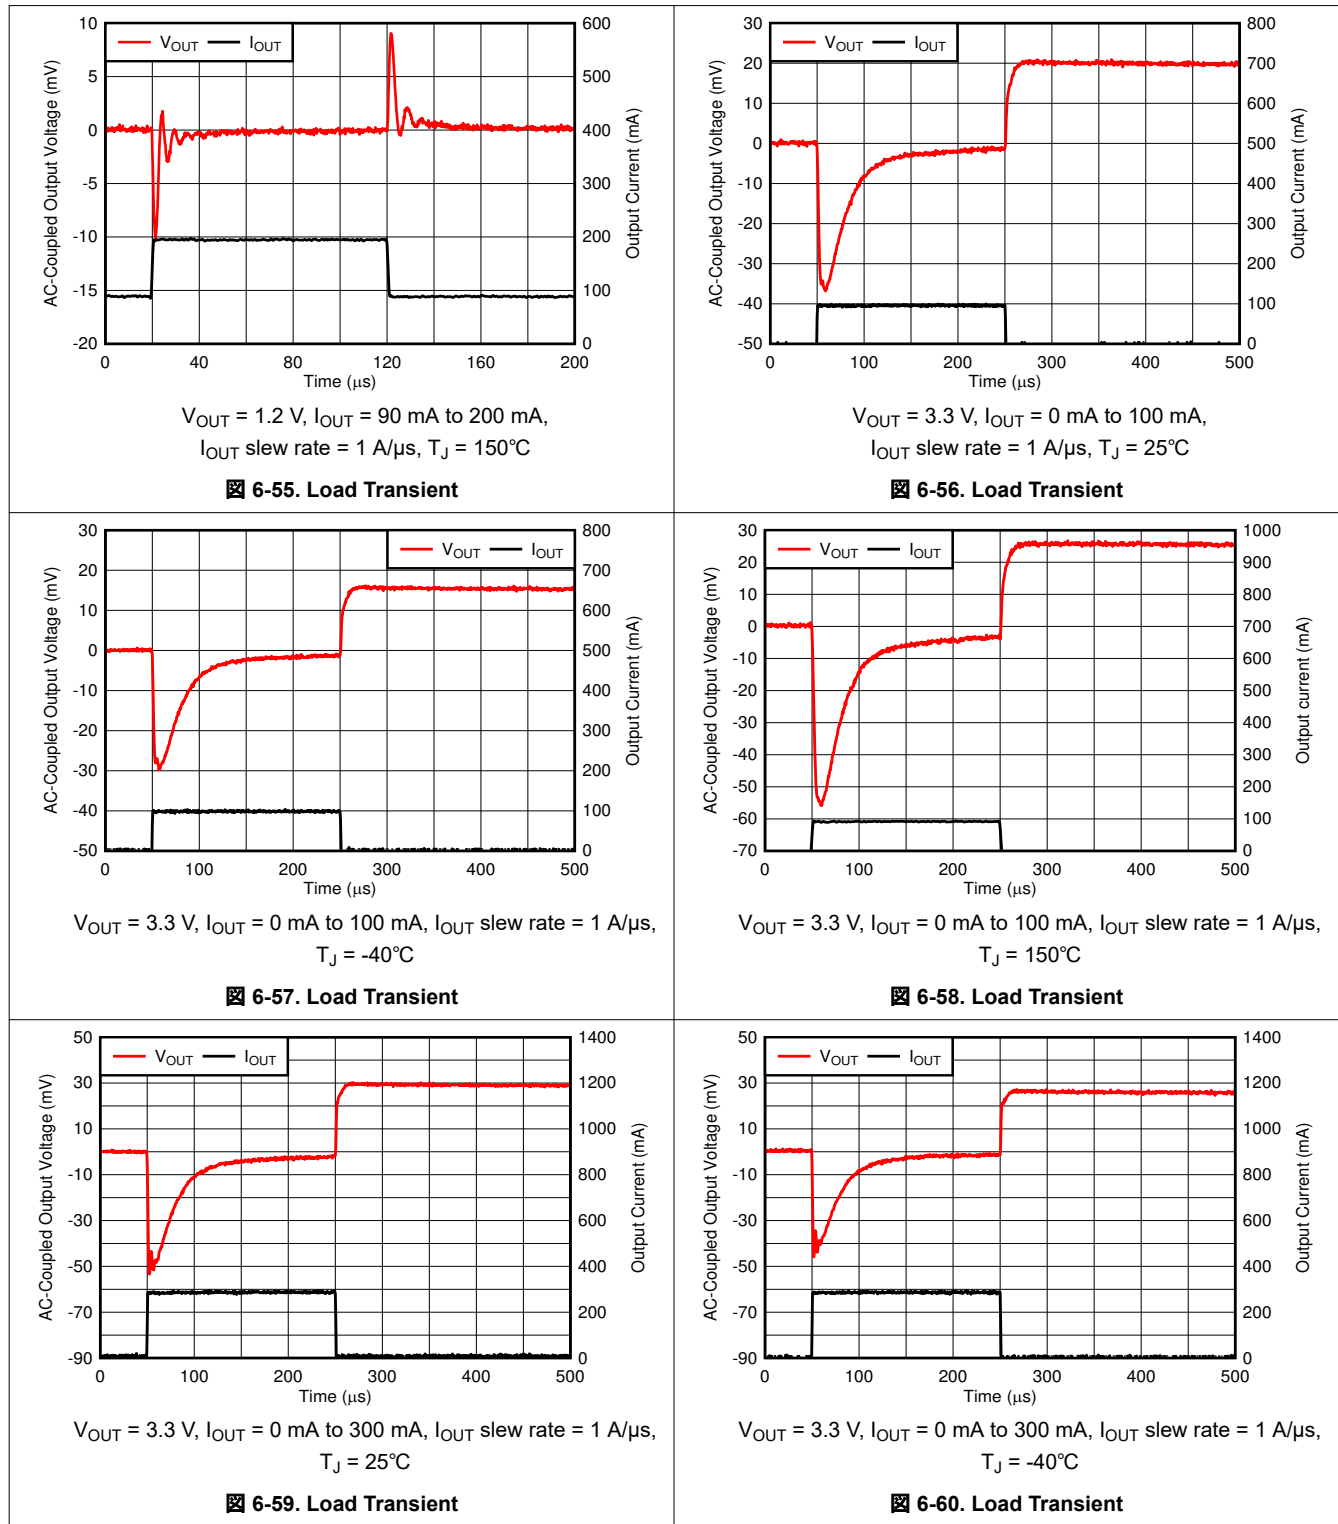 10
5
0
-5
-10
-15
-20
600
500
400
300
200
100
0
0 40 80 120 160 200
AC-Coupled Output Voltage (mV)
Output Current (mA)
Time (μs)
VOUT IOUT
VOUT = 1.2 V, IOUT = 90 mA to 200 mA,
IOUT slew rate = 1 A/μs, TJ = 150℃
図 6-55. Load Transient
30
20
10
0
-10
-20
-30
-40
-50
800
700
600
500
400
300
200
100
0
0 100 200 300 400 500
AC-Coupled Output Voltage (mV)
Output Current (mA)
Time (μs)
VOUT IOUT
VOUT = 3.3 V, IOUT = 0 mA to 100 mA,
IOUT slew rate = 1 A/μs, TJ = 25℃
図 6-56. Load Transient
30
20
10
0
-10
-20
-30
-40
-50
800
700
600
500
400
300
200
100
0
0 100 200 300 400 500
AC-Coupled Output Voltage (mV)
Output Current (mA)
Time (μs)
VOUT IOUT
VOUT = 3.3 V, IOUT = 0 mA to 100 mA, IOUT slew rate = 1 A/μs,
TJ = -40℃
図 6-57. Load Transient
30
20
10
0
-10
-20
-30
-40
-50
-60
-70
1000
900
800
700
600
500
400
300
200
100
0
0 100 200 300 400 500
AC-Coupled Output Voltage (mV)
Output current (mA)
Time (μs)
VOUT IOUT
VOUT = 3.3 V, IOUT = 0 mA to 100 mA, IOUT slew rate = 1 A/μs,
TJ = 150℃
図 6-58. Load Transient
50
30
10
-10
-30
-50
-70
-90
1400
1200
1000
800
600
400
200
0
0 100 200 300 400 500
AC-Coupled Output Voltage (mV)
Output Current (mA)
Time (μs)
VOUT IOUT
VOUT = 3.3 V, IOUT = 0 mA to 300 mA, IOUT slew rate = 1 A/μs,
TJ = 25℃
図 6-59. Load Transient
50
30
10
-10
-30
-50
-70
-90
1400
1200
1000
800
600
400
200
0
0 100 200 300 400 500
AC-Coupled Output Voltage (mV)
Output Current (mA)
Time (μs)
VOUT IOUT
VOUT = 3.3 V, IOUT = 0 mA to 300 mA, IOUT slew rate = 1 A/μs,
TJ = -40℃
図 6-60. Load Transient